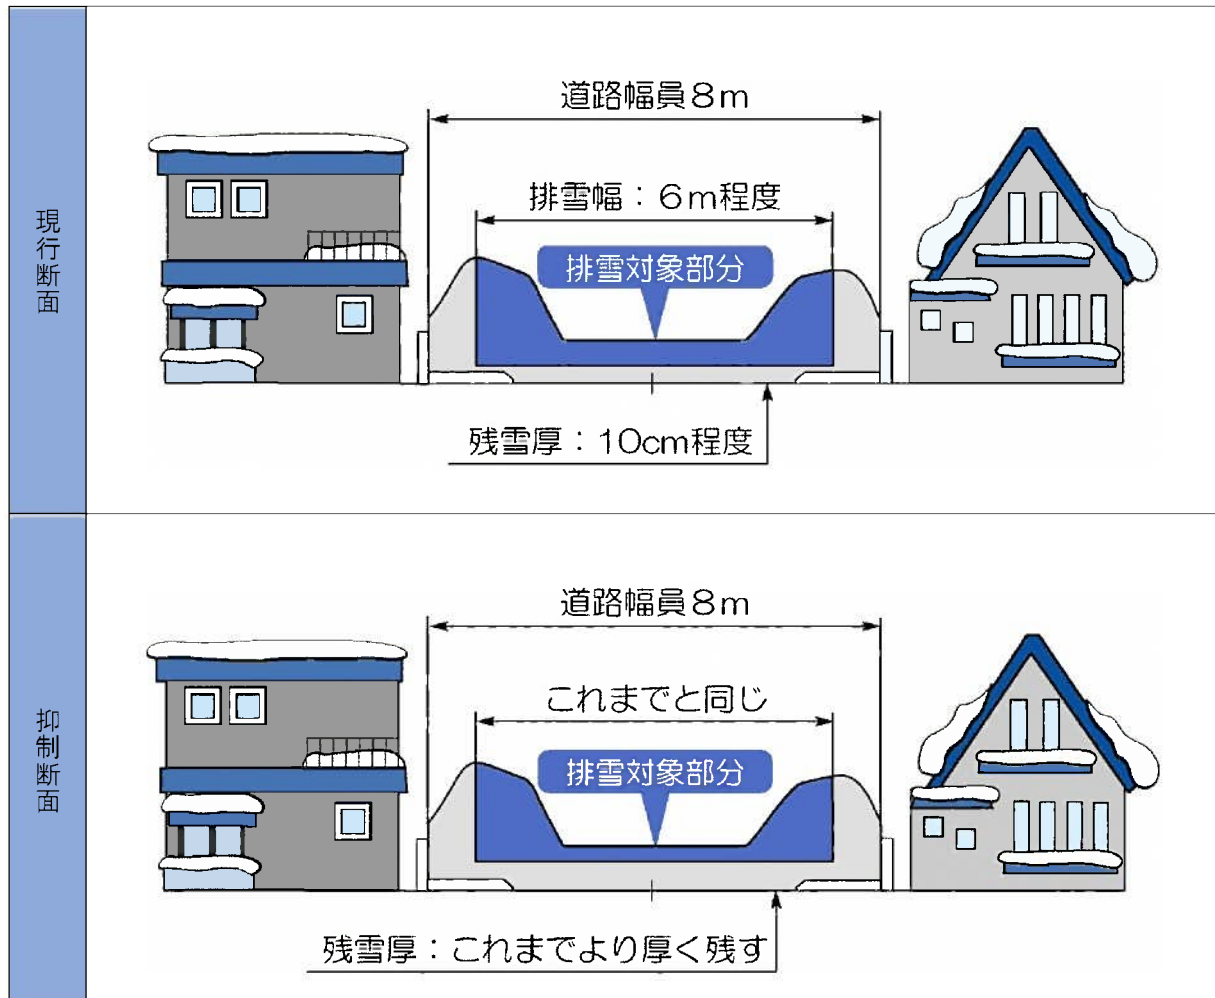 現行断面
道路幅員8m
排雪幅：6m程度
排雪対象部分
残雪厚：10cm程度
抑制断面
道路幅員8m
これまでと同じ
排雪対象部分
残雪厚：これまでより厚く残す